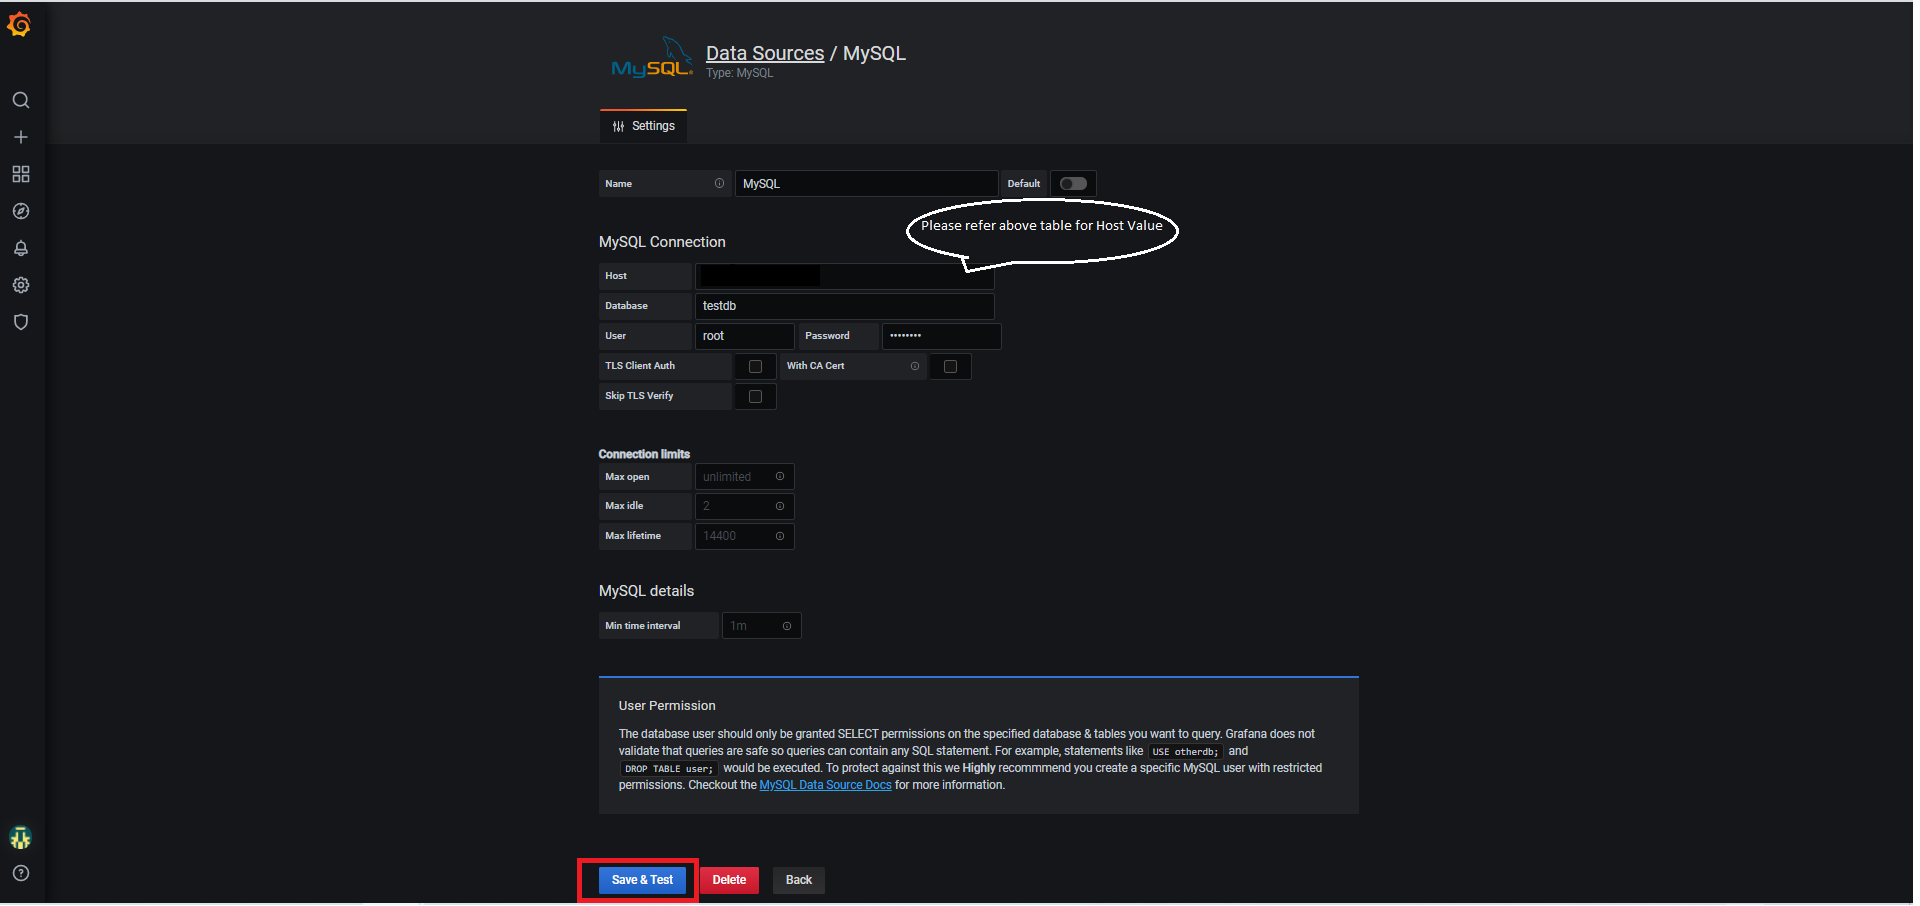 MySQL®
Data Sources / MySQL
Type: MySQL
Settings
Name MySQL Default
Please refer above table for Host Value
MySQL Connection
Host
Database testdb
User root Password ••••••••
TLS Client Auth With CA Cert
Skip TLS Verify
Connection limits
Max open unlimited
Max idle 2
Max lifetime 14400
MySQL details
Min time interval 1m
User Permission
The database user should only be granted SELECT permissions on the specified database & tables you want to query. Grafana does not
validate that queries are safe so queries can contain any SQL statement. For example, statements like USE otherdb; and
DROP TABLE user; would be executed. To protect against this we Highly recommmend you create a specific MySQL user with restricted
permissions. Checkout the MySQL Data Source Docs for more information.
Save & Test Delete Back